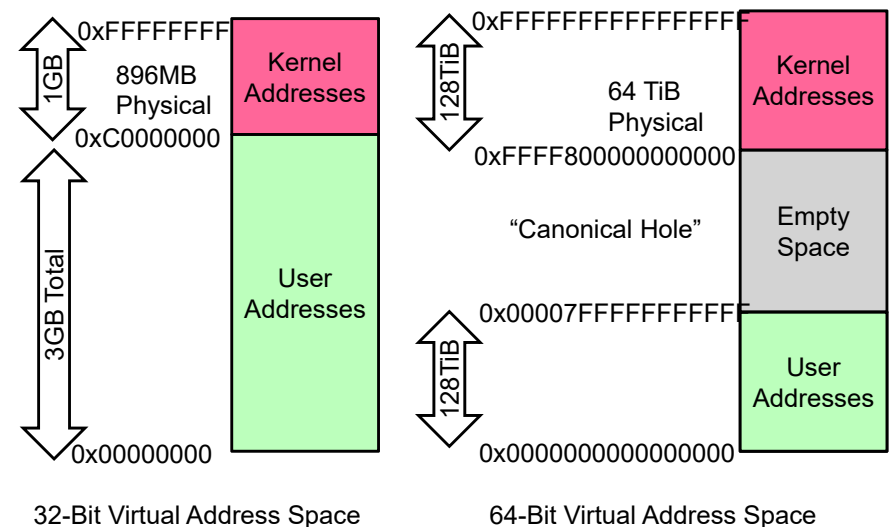 0xFFFFFFFF
1GB
896MB
Physical
Kernel
Addresses
0xC0000000
3GB Total
User
Addresses
0x00000000
32-Bit Virtual Address Space
0xFFFFFFFFFFFFFFFF
128TiB
64 TiB
Physical
Kernel
Addresses
0xFFFF800000000000
“Canonical Hole”
Empty
Space
0x00007FFFFFFFFFFF
128TiB
User
Addresses
0x0000000000000000
64-Bit Virtual Address Space